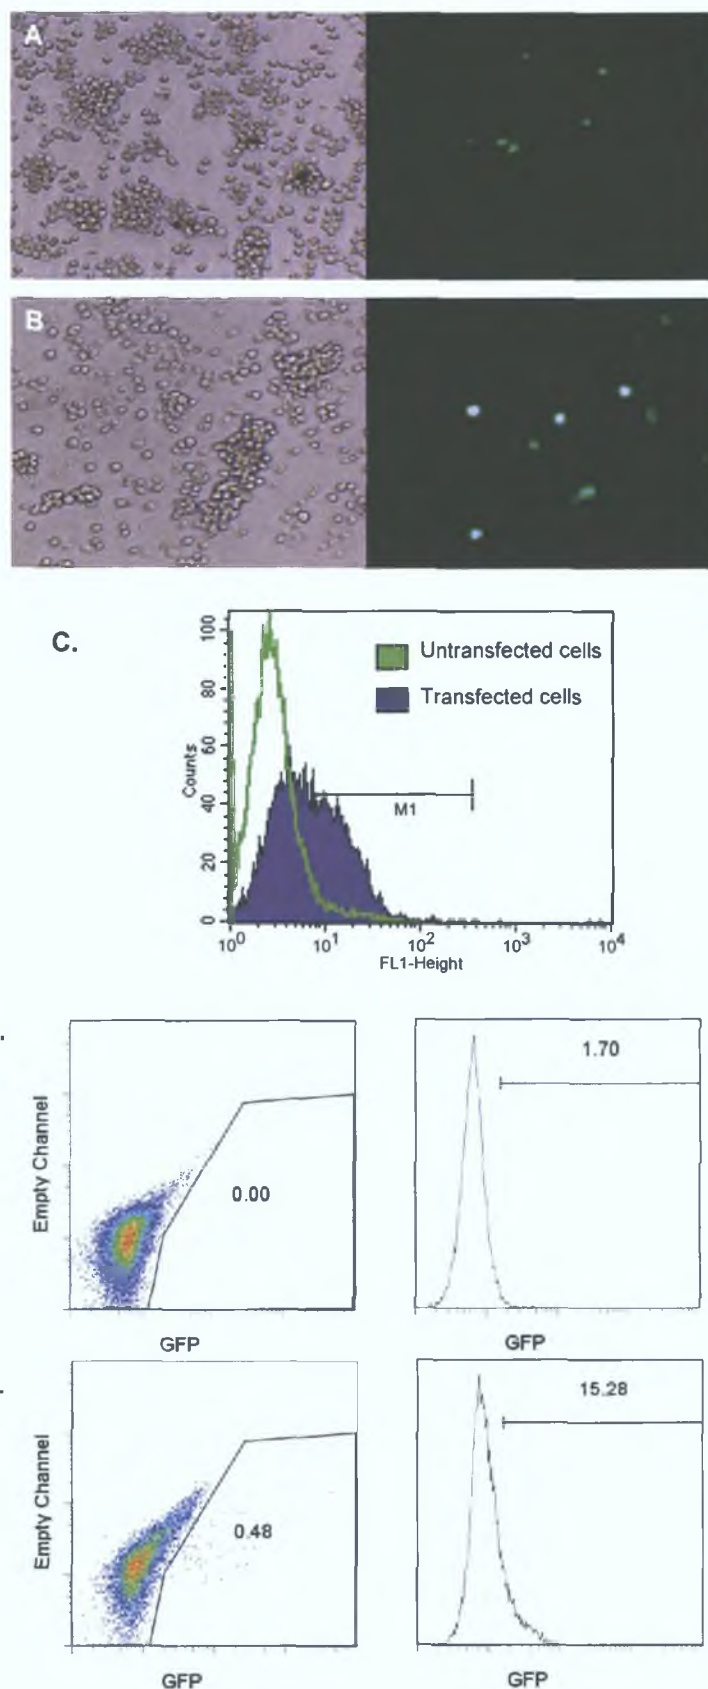 A
B
C.
Untransfected cells
Transfected cells
Counts
100
80
60
40
20
0
M1
10^0 10^1 10^2 10^3 10^4
FL1-Height
Empty Channel
0.00
GFP
1.70
GFP
Empty Channel
0.48
GFP
15.28
GFP